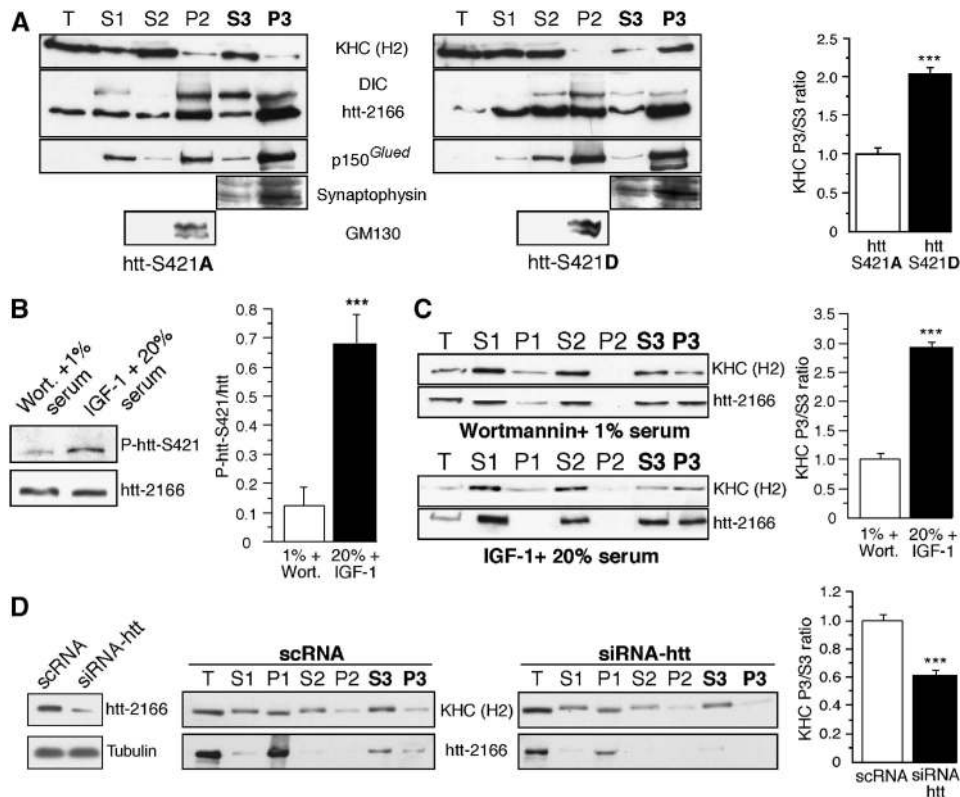 A
T S1 S2 P2 S3 P3
KHC (H2)
DIC
htt-2166
p150Glued
Synaptophysin
GM130
htt-S421A
T S1 S2 P2 S3 P3
htt-S421D
KHC P3/S3 ratio
2.5
2.0
1.5
1.0
0.5
0
***
htt S421A
htt S421D
B
Wort. +1% serum
IGF-1 + 20% serum
P-htt-S421
htt-2166
P-htt-S421/htt
0.8
0.7
0.6
0.5
0.4
0.3
0.2
0.1
0
***
1% + Wort.
20% + IGF-1
C
T S1 P1 S2 P2 S3 P3
KHC (H2)
htt-2166
Wortmannin+ 1% serum
KHC (H2)
htt-2166
IGF-1+ 20% serum
KHC P3/S3 ratio
3.5
3.0
2.5
2.0
1.5
1.0
0.5
0
***
1% + Wort.
20% + IGF-1
D
scRNA
siRNA-htt
htt-2166
Tubulin
scRNA
T S1 P1 S2 P2 S3 P3
KHC (H2)
htt-2166
siRNA-htt
T S1 P1 S2 P2 S3 P3
KHC P3/S3 ratio
1.2
1.0
0.8
0.6
0.4
0.2
0
***
scRNA
siRNA htt